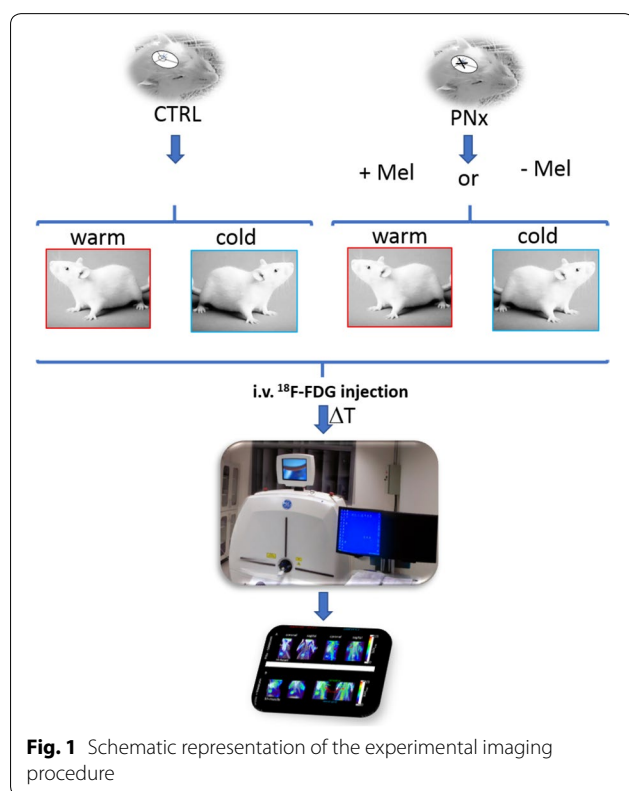 CTRL
PNx
+ Mel or - Mel
warm cold warm cold
i.v. ¹⁸F-FDG injection
ΔT
Fig. 1 Schematic representation of the experimental imaging
procedure